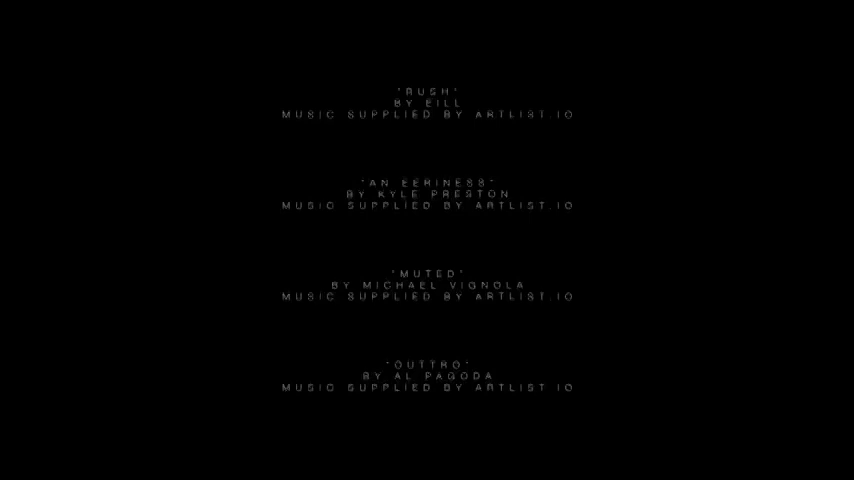 "RUSH"
BY EILL
MUSIC SUPPLIED BY ARTLIST.IO
"AN EERINESS"
BY KYLE PRESTON
MUSIC SUPPLIED BY ARTLIST.IO
"MUTED"
BY MICHAEL VIGNOLA
MUSIC SUPPLIED BY ARTLIST.IO
"OUTTRO"
BY AL PAGODA
MUSIC SUPPLIED BY ARTLIST.IO